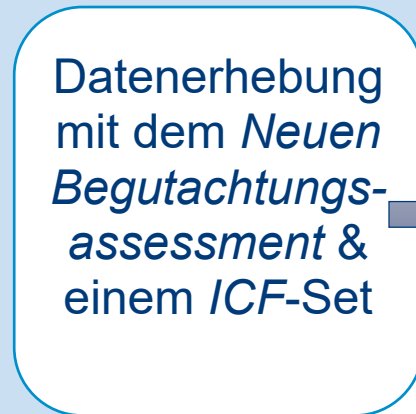 Datenerhebung
mit dem Neuen
Begutachtungs-
assessment &
einem ICF-Set